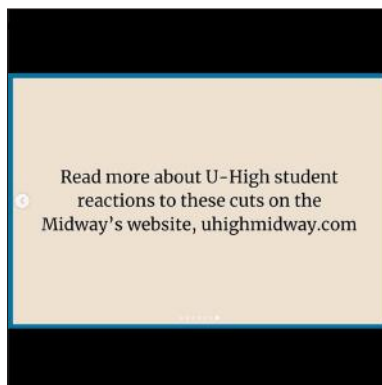 Read more about U-High student
reactions to these cuts on the
Midway’s website, uhighmidway.com